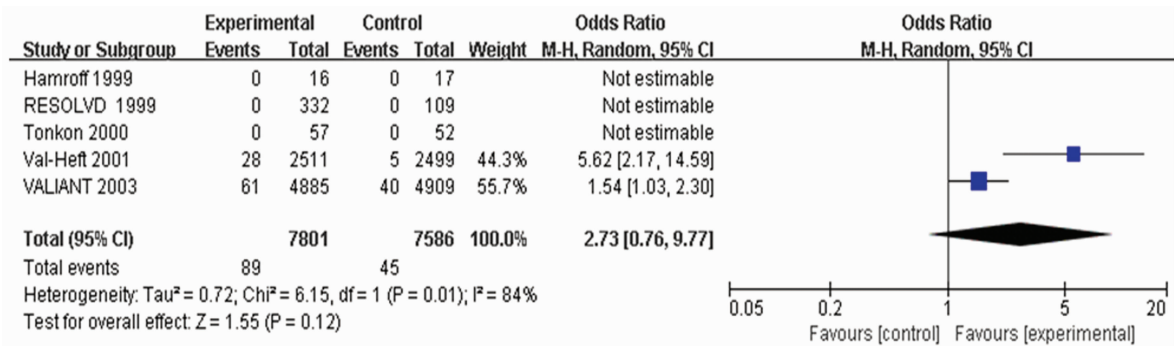 Experimental Control Odds Ratio Odds Ratio
Study or Subgroup Events Total Events Total Weight M-H, Random, 95% CI M-H, Random, 95% CI
Hamroff 1999 0 16 0 17 Not estimable
RESOLVD 1999 0 332 0 109 Not estimable
Tonkon 2000 0 57 0 52 Not estimable
Val-Heft 2001 28 2511 5 2499 44.3% 5.62 [2.17, 14.59]
VALIANT 2003 61 4885 40 4909 55.7% 1.54 [1.03, 2.30]
Total (95% CI) 7801 7586 100.0% 2.73 [0.76, 9.77]
Total events 89 45
Heterogeneity: Tau² = 0.72; Chi² = 6.15, df = 1 (P = 0.01); I² = 84%
Test for overall effect: Z = 1.55 (P = 0.12)
0.05 0.2 1 5 20
Favours [control] Favours [experimental]